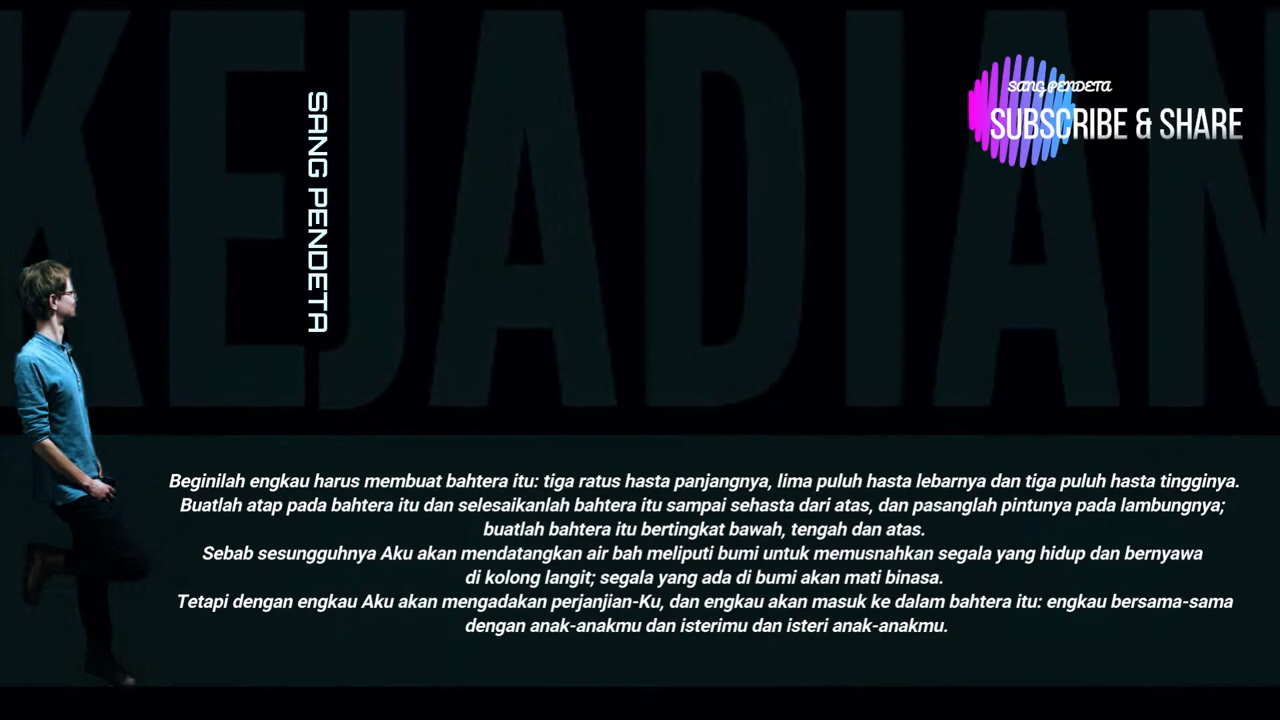 KEJADIAN
SANG PENDETA
SANG PENDETA
SUBSCRIBE & SHARE
Beginilah engkau harus membuat bahtera itu: tiga ratus hasta panjangnya, lima puluh hasta lebarnya dan tiga puluh hasta tingginya.
Buatlah atap pada bahtera itu dan selesaikanlah bahtera itu sampai sehasta dari atas, dan pasanglah pintunya pada lambungnya;
buatlah bahtera itu bertingkat bawah, tengah dan atas.
Sebab sesungguhnya Aku akan mendatangkan air bah meliputi bumi untuk memusnahkan segala yang hidup dan bernyawa
di kolong langit; segala yang ada di bumi akan mati binasa.
Tetapi dengan engkau Aku akan mengadakan perjanjian-Ku, dan engkau akan masuk ke dalam bahtera itu: engkau bersama-sama
dengan anak-anakmu dan isterimu dan isteri anak-anakmu.